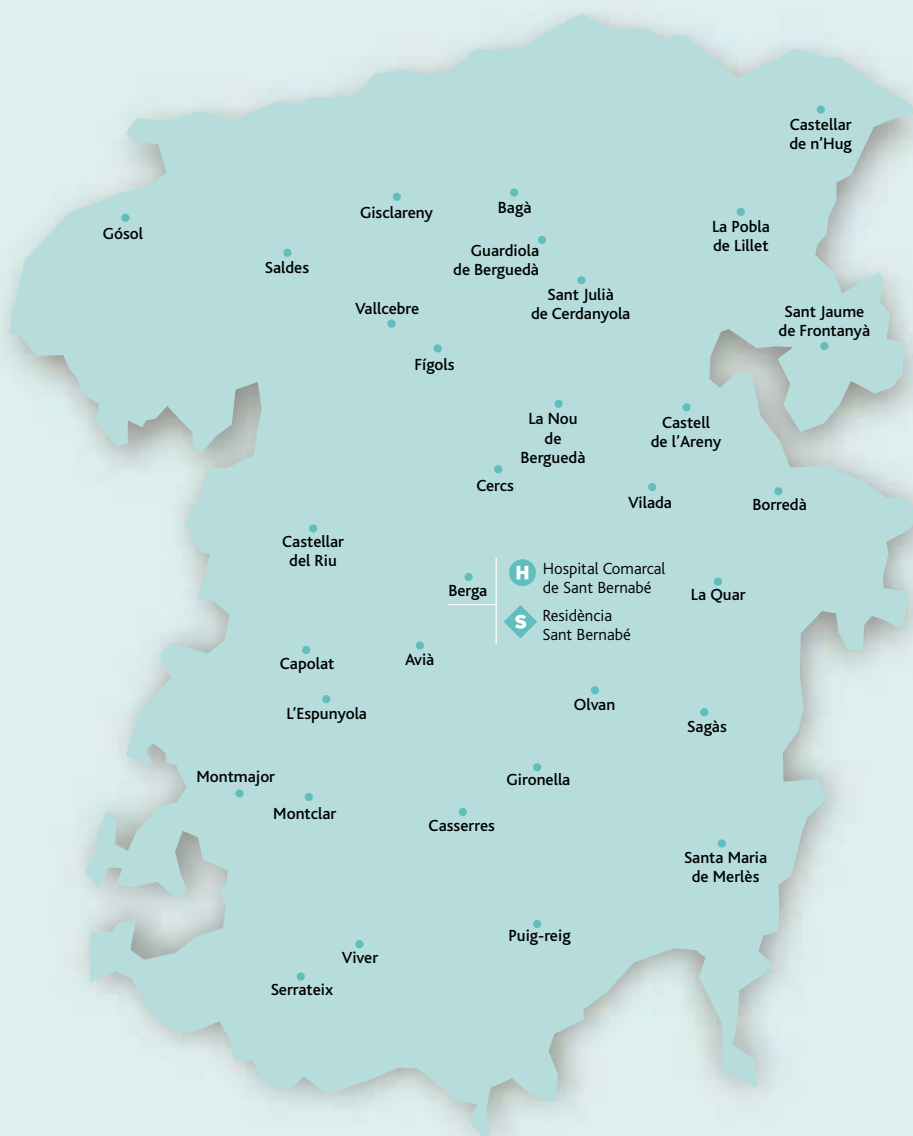 Castellar
de n'Hug
Gisclareny
Bagà
Gósol
La Pobla
de Lillet
Saldes
Guardiola
de Berguedà
Sant Julià
de Cerdanyola
Vallcebre
Sant Jaume
de Frontanyà
Fígols
La Nou
de
Berguedà
Castell
de l'Areny
Cercs
Vilada
Borredà
Castellar
del Riu
Berga
H
Hospital Comarcal
de Sant Bernabé
S
Residència
Sant Bernabé
La Quar
Capolat
Avià
L'Espunyola
Olvan
Sagàs
Montmajor
Montclar
Gironella
Casserres
Santa Maria
de Merlès
Puig-reig
Viver
Serrateix